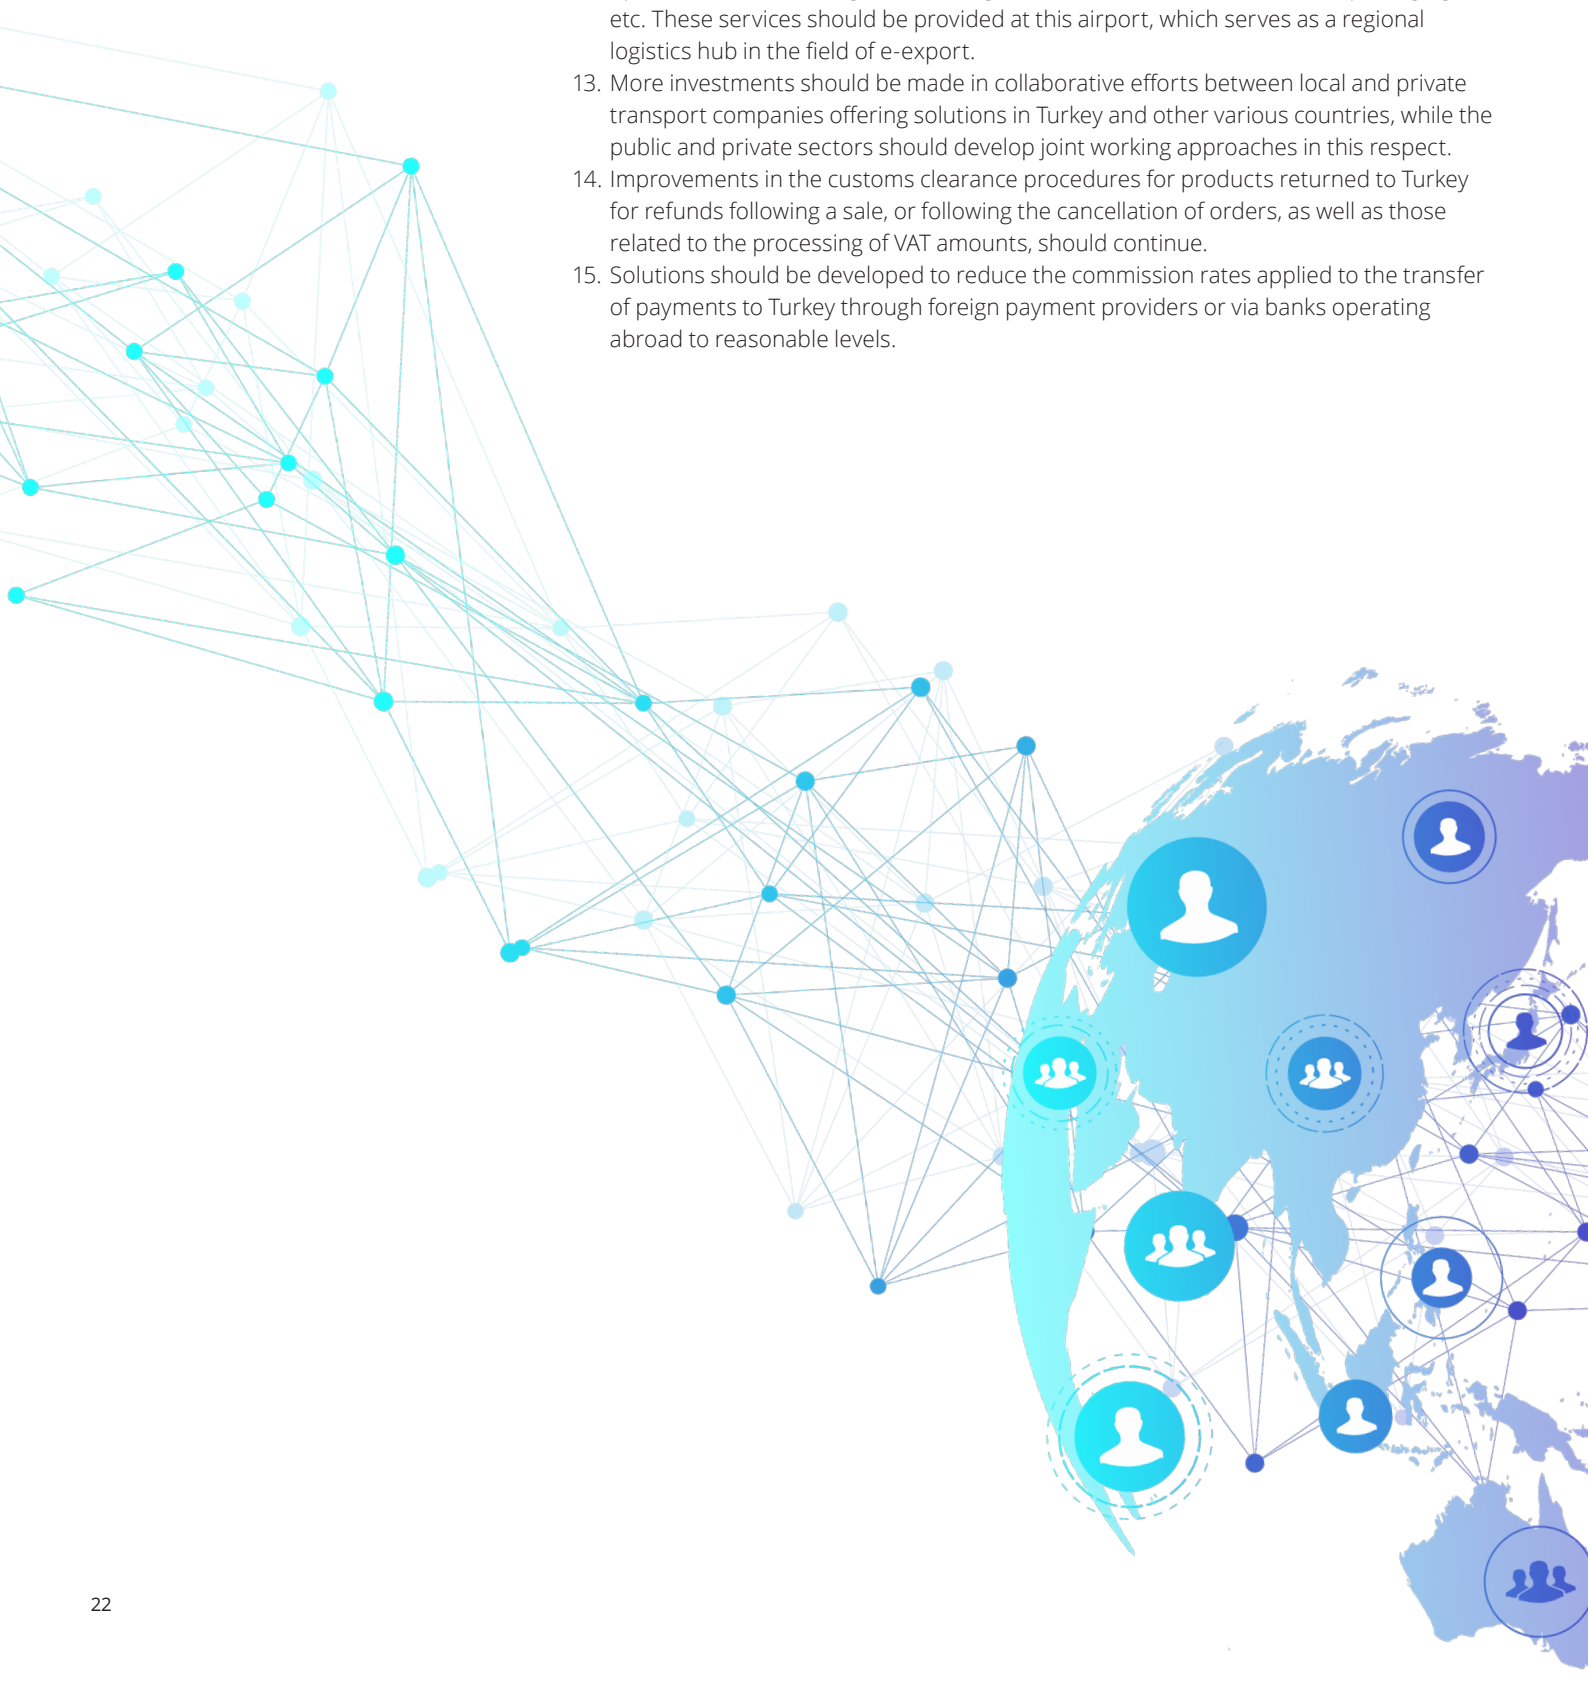 etc. These services should be provided at this airport, which serves as a regional
logistics hub in the field of e-export.
13. More investments should be made in collaborative efforts between local and private
transport companies offering solutions in Turkey and other various countries, while the
public and private sectors should develop joint working approaches in this respect.
14. Improvements in the customs clearance procedures for products returned to Turkey
for refunds following a sale, or following the cancellation of orders, as well as those
related to the processing of VAT amounts, should continue.
15. Solutions should be developed to reduce the commission rates applied to the transfer
of payments to Turkey through foreign payment providers or via banks operating
abroad to reasonable levels.
22